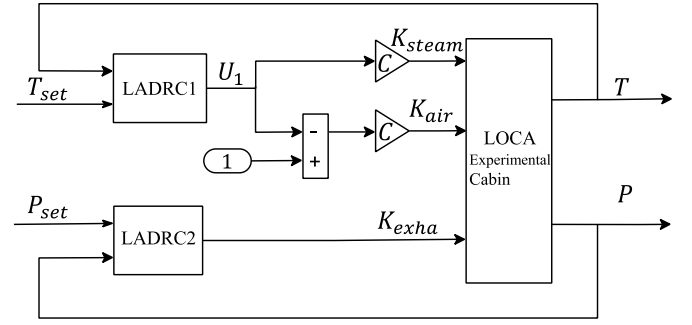 K_steam
LADRC1
U_1
C
T_set
T
K_air
-
C
LOCA
1
+
Experimental
Cabin
P_set
P
LADRC2
K_exha